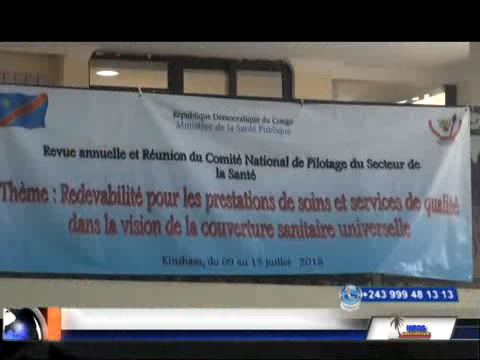 République Démocratique du Congo
Ministère de la Santé Publique
Revue annuelle et Réunion du Comité National de Pilotage du Secteur de
la Santé
Thème : Redevabilité pour les prestations de soins et services de qualité
dans la vision de la couverture sanitaire universelle
Kinshasa, du 09 au 13 juillet 2018
+243 999 48 13 13
INFOS